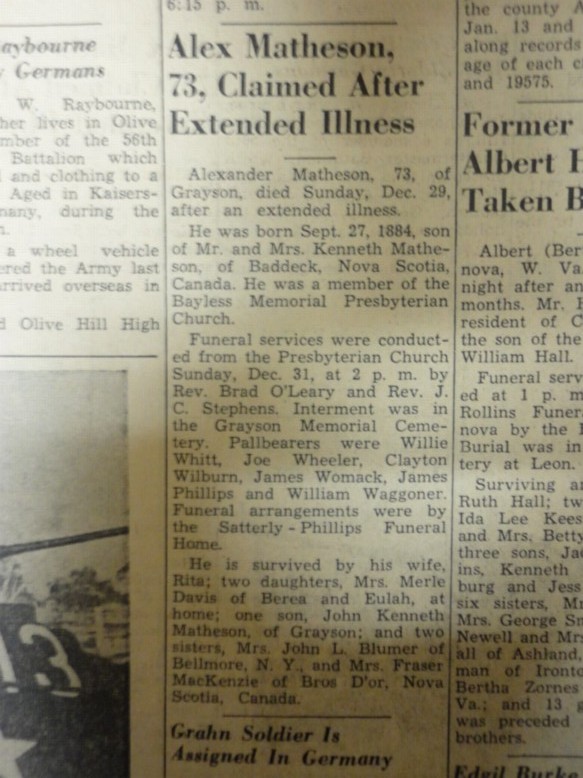 aybourne
Germans
W. Raybourne,
her lives in Olive
mber of the 56th
Battalion which
and clothing to a
Aged in Kaisers-
many, during the
n.
a wheel vehicle
ered the Army last
arrived overseas in
d Olive Hill High
6:15 p. m.
Alex Matheson,
73, Claimed After
Extended Illness
Alexander Matheson, 73, of
Grayson, died Sunday, Dec. 29,
after an extended illness.
He was born Sept. 27, 1884, son
of Mr. and Mrs. Kenneth Mathe-
son, of Baddeck, Nova Scotia,
Canada. He was a member of the
Bayless Memorial Presbyterian
Church.
Funeral services were conduct-
ed from the Presbyterian Church
Sunday, Dec. 31, at 2 p. m. by
Rev. Brad O'Leary and Rev. J.
C. Stephens. Interment was in
the Grayson Memorial Ceme-
tery. Pallbearers were Willie
Whitt, Joe Wheeler, Clayton
Wilburn, James Womack, James
Phillips and William Waggoner.
Funeral arrangements were by
the Satterly - Phillips Funeral
Home.
He is survived by his wife,
Rita; two daughters, Mrs. Merle
Davis of Berea and Eulah, at
home; one son, John Kenneth
Matheson, of Grayson; and two
sisters, Mrs. John L. Blumer of
Bellmore, N. Y., and Mrs. Fraser
MacKenzie of Bros D'or, Nova
Scotia, Canada.
Grahn Soldier Is
Assigned In Germany
the county A
Jan. 13 and
along records
age of each c
and 19575.
Former
Albert H
Taken B
Albert (Ber
nova, W. Va
night after an
months. Mr. H
resident of C
the son of the
William Hall.
Funeral serv
ed at 1 p. m
Rollins Funer
nova by the
Burial was in
tery at Leon.
Surviving ar
Ruth Hall; tw
Ida Lee Kees
and Mrs. Betty
three sons, Ja
ins, Kenneth
burg and Jess
six sisters, Mr
Mrs. George Sn
Newell and Mrs
all of Ashland,
man of Ironto
Bertha Zornes
Va.; and 13 g
was preceded
brothers.
Edgil Burke
13